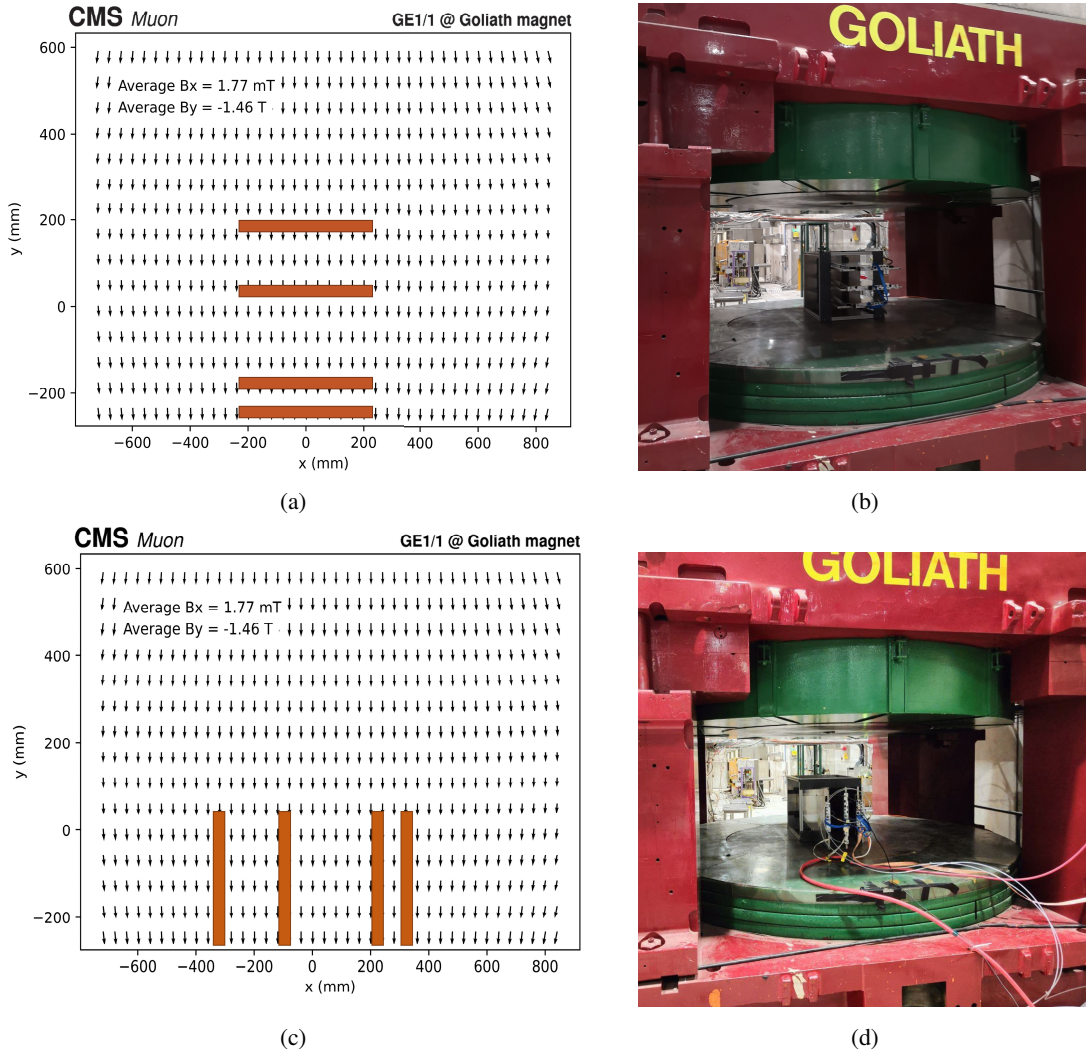 CMS Muon GE1/1 @ Goliath magnet
Average Bx = 1.77 mT
Average By = -1.46 T
y (mm)
600
400
200
0
−200
−600 −400 −200 0 200 400 600 800
x (mm)
(a)
GOLIATH
(b)
CMS Muon GE1/1 @ Goliath magnet
Average Bx = 1.77 mT
Average By = -1.46 T
y (mm)
600
400
200
0
−200
−600 −400 −200 0 200 400 600 800
x (mm)
(c)
GOLIATH
(d)